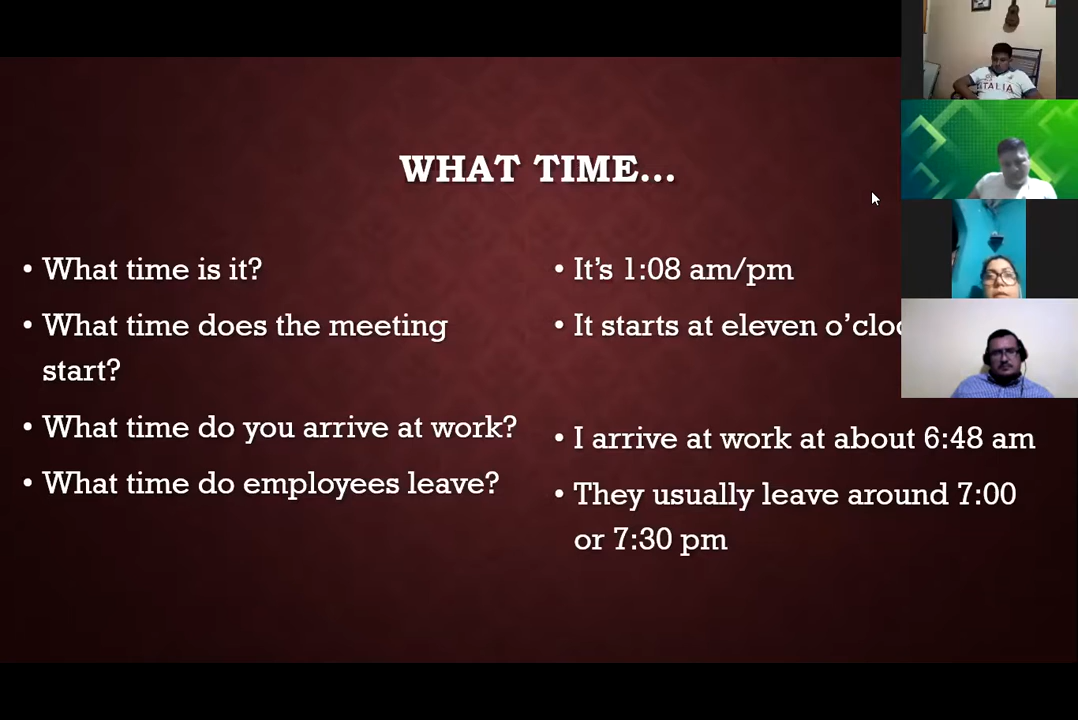 WHAT TIME...
• What time is it?
• What time does the meeting
start?
• What time do you arrive at work?
• What time do employees leave?
• It's 1:08 am/pm
• It starts at eleven
• I arrive at work at about 6:48 am
• They usually leave around 7:00
or 7:30 pm
ITALIA